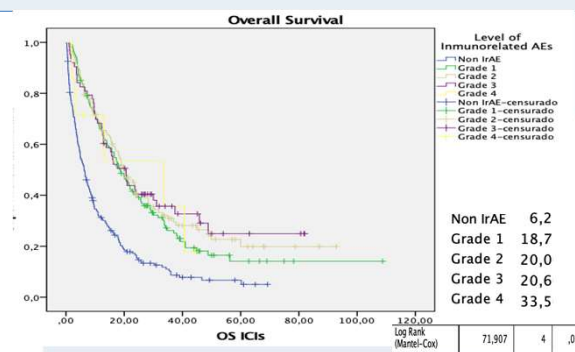 Overall Survival
Level of
Inmunorelated AEs
Non IrAE
Grade 1
Grade 2
Grade 3
Grade 4
Non IrAE-censurado
Grade 1-censurado
Grade 2-censurado
Grade 3-censurado
Grade 4-censurado
1,0
0,8
0,6
0,4
0,2
0,0
,00 20,00 40,00 60,00 80,00 100,00 120,00
OS ICIs
Non IrAE 6,2
Grade 1 18,7
Grade 2 20,0
Grade 3 20,6
Grade 4 33,5
Log Rank
(Mantel-Cox) 71,907 4 ,0